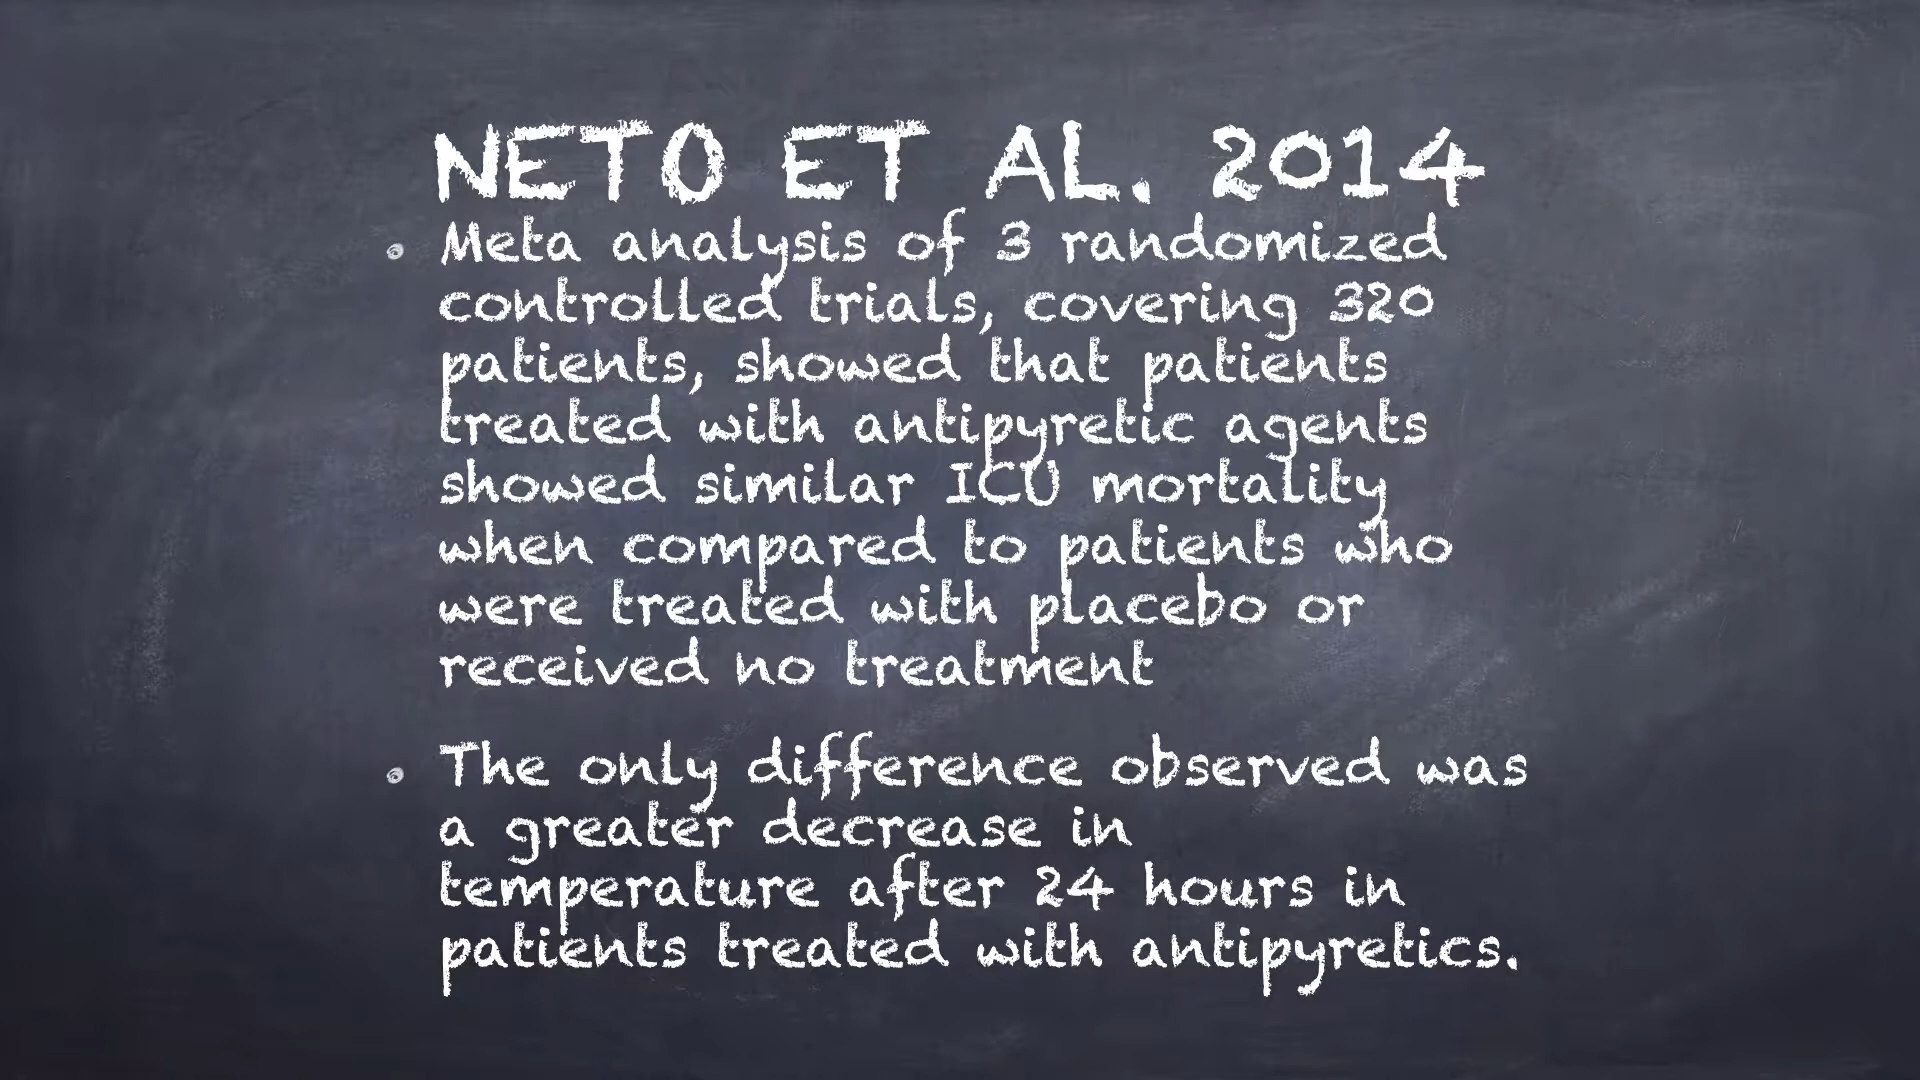 NETO ET AL. 2014
Meta analysis of 3 randomized
controlled trials, covering 320
patients, showed that patients
treated with antipyretic agents
showed similar ICU mortality
when compared to patients who
were treated with placebo or
received no treatment
The only difference observed was
a greater decrease in
temperature after 24 hours in
patients treated with antipyretics.